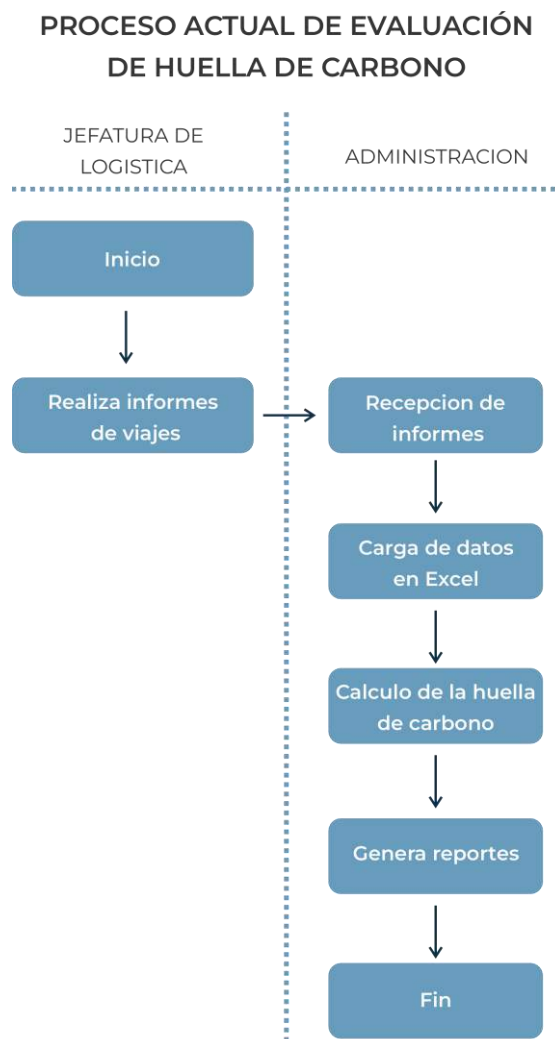 PROCESO ACTUAL DE EVALUACIÓN
DE HUELLA DE CARBONO
JEFATURA DE
LOGISTICA
ADMINISTRACION
Inicio
Realiza informes
de viajes
Recepcion de
informes
Carga de datos
en Excel
Calculo de la huella
de carbono
Genera reportes
Fin